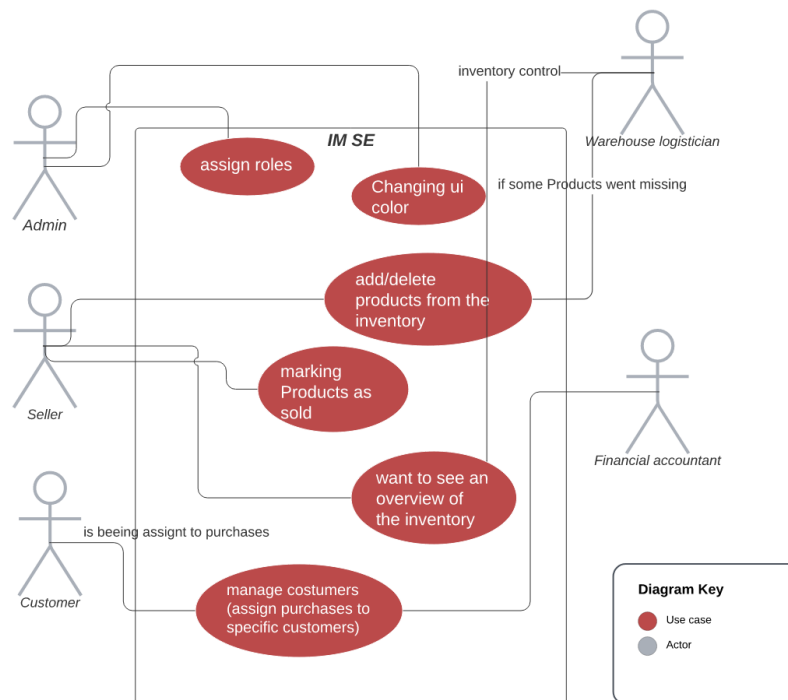 inventory control
IM SE
Warehouse logistician
assign roles
Changing ui
color
if some Products went missing
Admin
add/delete
products from the
inventory
marking
Products as
sold
Seller
Financial accountant
want to see an
overview of
the inventory
is beeing assignt to purchases
Customer
manage costumers
(assign purchases to
specific customers)
Diagram Key
Use case
Actor